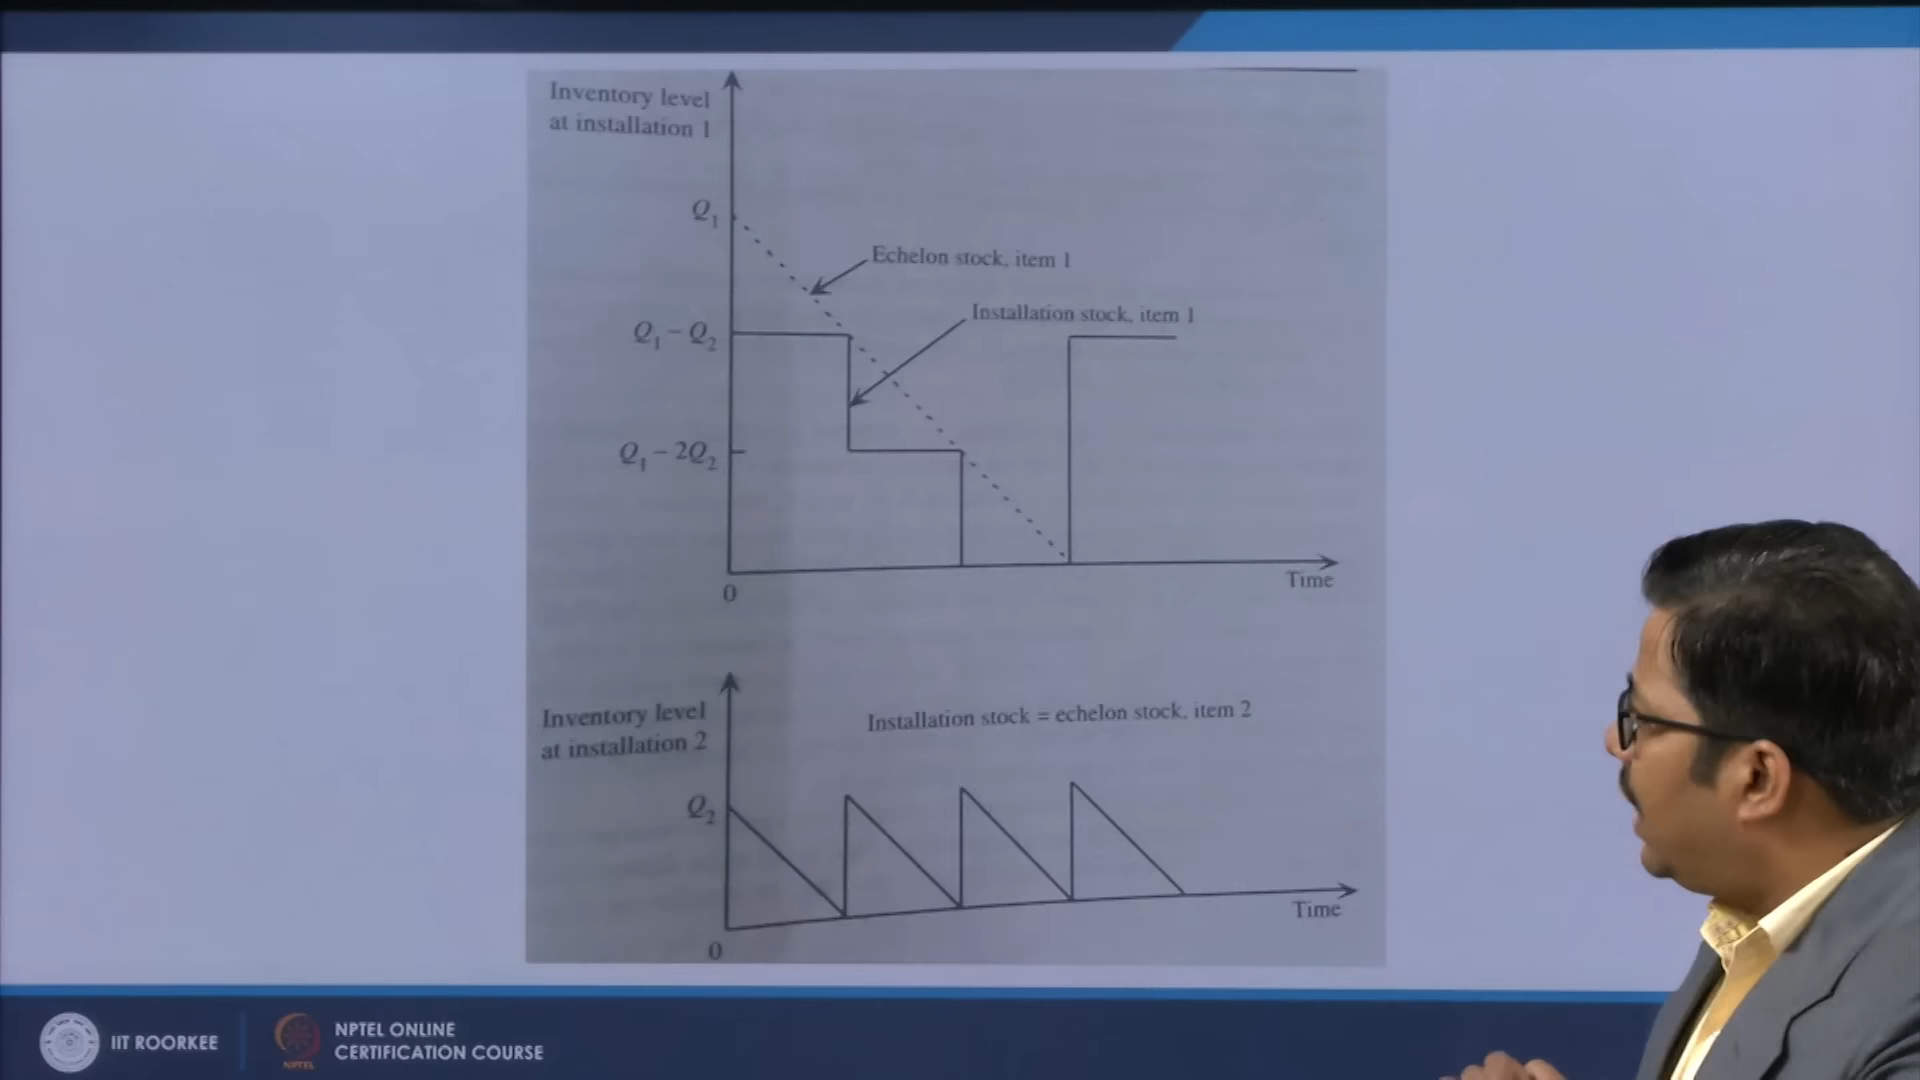 Inventory level
at installation 1
Q1
Echelon stock, item 1
Installation stock, item 1
Q1 − Q2
Q1 − 2Q2
Time
0
Inventory level
at installation 2
Installation stock = echelon stock, item 2
Q2
Time
0
IIT ROORKEE
NPTEL
NPTEL ONLINE
CERTIFICATION COURSE